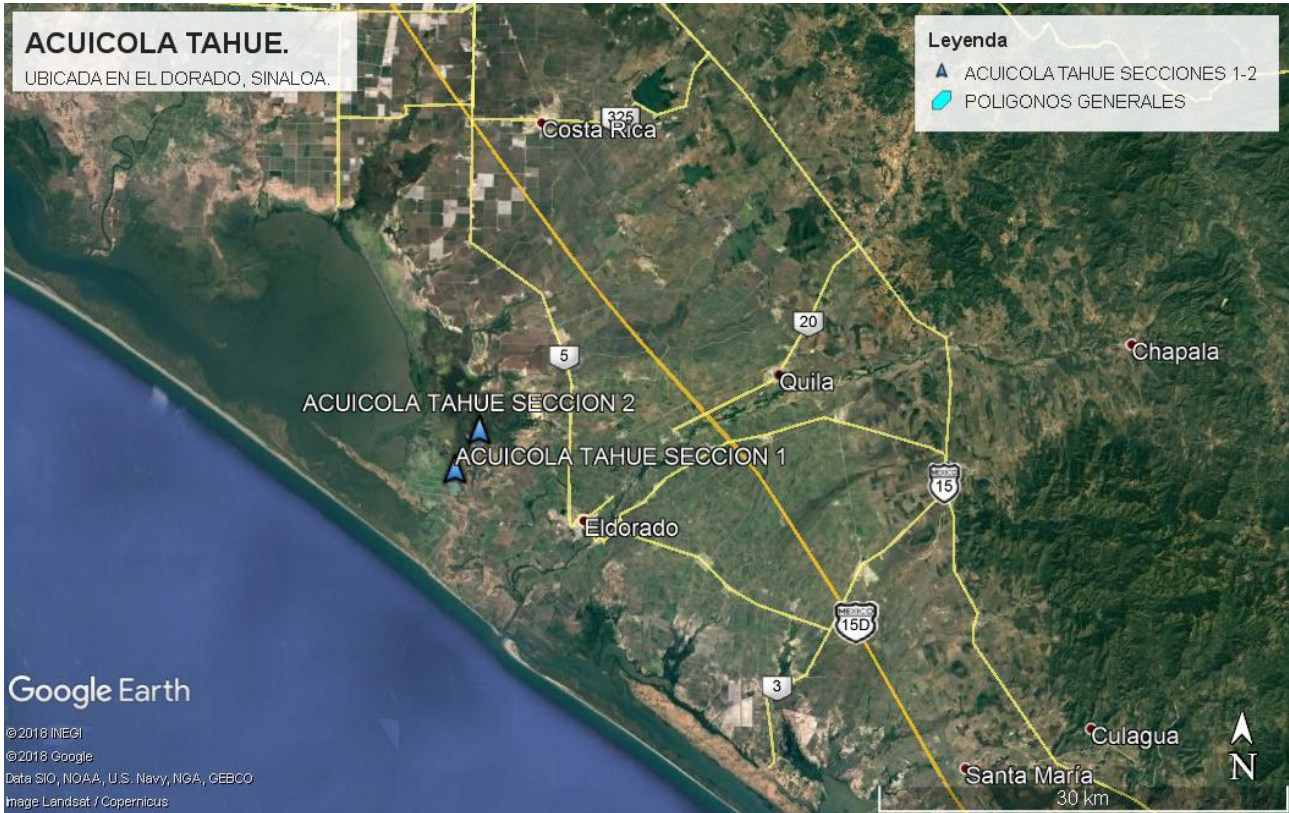 ACUICOLA TAHUE.
UBICADA EN EL DORADO, SINALOA.
Leyenda
ACUICOLA TAHUE SECCIONES 1-2
POLIGONOS GENERALES
325
Costa Rica
20
5
Chapala
Quila
ACUICOLA TAHUE SECCION 2
ACUICOLA TAHUE SECCION 1
MEXICO
15
Eldorado
MEXICO
15D
3
Google Earth
©2018 INEGI
©2018 Google
Data SIO, NOAA, U.S. Navy, NGA, GEBCO
Image Landsat / Copernicus
Culagua
N
Santa María
30 km